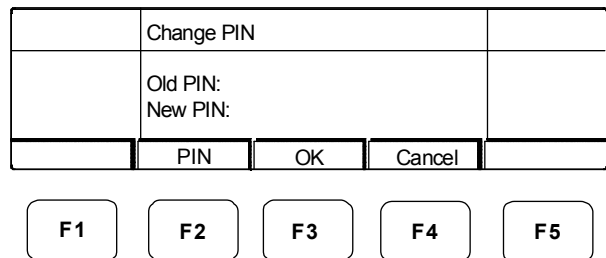 Change PIN
Old PIN:
New PIN:
PIN OK Cancel
F1 F2 F3 F4 F5